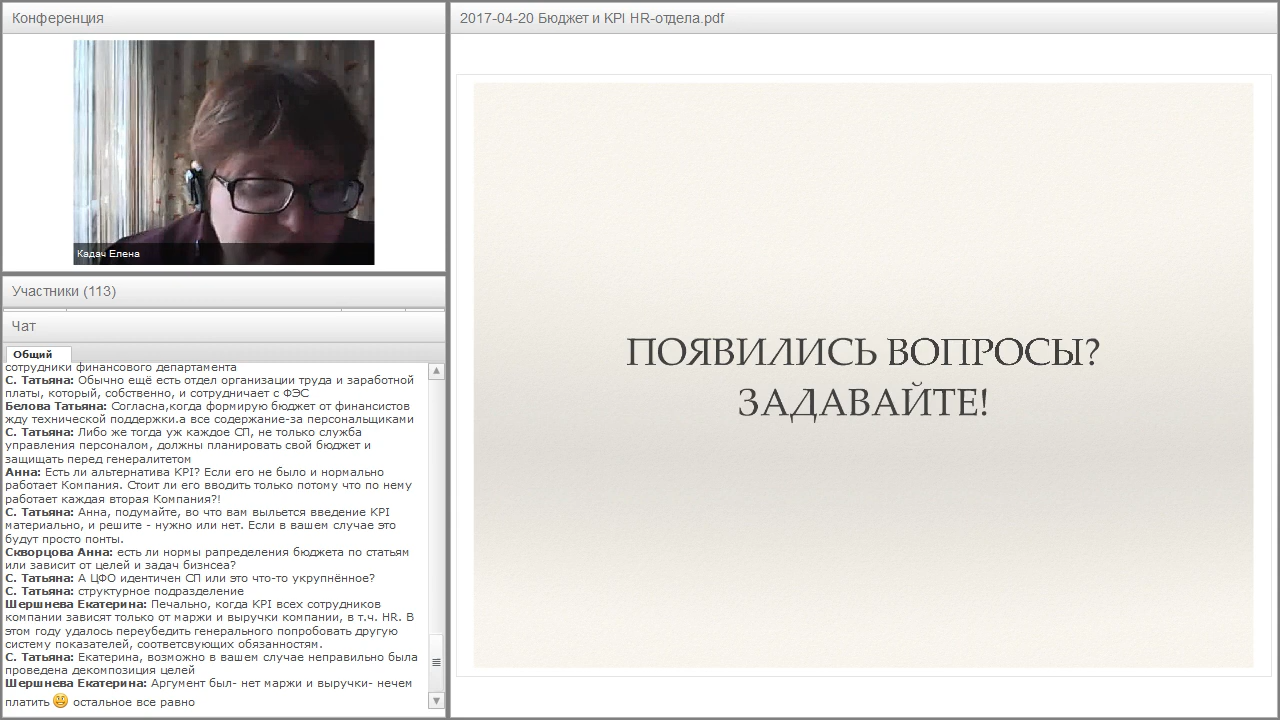 Конференция
Кадач Елена
Участники (113)
Чат
Общий
сотрудники финансового департамента
С. Татьяна: Обычно ещё есть отдел организации труда и заработной
платы, который, собственно, и сотрудничает с ФЭС
Белова Татьяна: Согласна,когда формирую бюджет от финансистов
жду технической поддержки.а все содержание-за персональщиками
С. Татьяна: Либо же тогда уж каждое СП, не только служба
управления персоналом, должны планировать свой бюджет и
защищать перед генералитетом
Анна: Есть ли альтернатива KPI? Если его не было и нормально
работает Компания. Стоит ли его вводить только потому что по нему
работает каждая вторая Компания?!
С. Татьяна: Анна, подумайте, во что вам выльется введение KPI
материально, и решите - нужно или нет. Если в вашем случае это
будут просто понты.
Скворцова Анна: есть ли нормы рапределения бюджета по статьям
или зависит от целей и задач бизнсеа?
С. Татьяна: А ЦФО идентичен СП или это что-то укрупнённое?
С. Татьяна: структурное подразделение
Шершнева Екатерина: Печально, когда KPI всех сотрудников
компании зависят только от маржи и выручки компании, в т.ч. HR. В
этом году удалось переубедить генерального попробовать другую
систему показателей, соответсвующих обязанностям.
С. Татьяна: Екатерина, возможно в вашем случае неправильно была
проведена декомпозиция целей
Шершнева Екатерина: Аргумент был- нет маржи и выручки- нечем
платить остальное все равно
2017-04-20 Бюджет и KPI HR-отдела.pdf
ПОЯВИЛИСЬ ВОПРОСЫ?
ЗАДАВАЙТЕ!